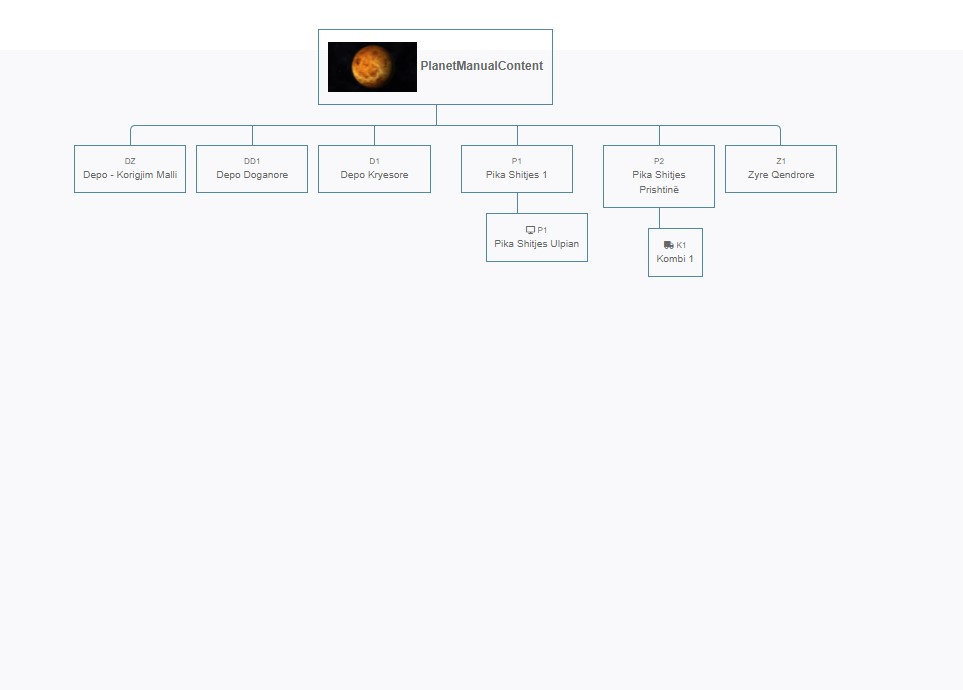 PlanetManualContent
DZ
Depo - Korigjim Malli
DD1
Depo Doganore
D1
Depo Kryesore
P1
Pika Shitjes 1
P2
Pika Shitjes
Prishtinë
Z1
Zyre Qendrore
P1
Pika Shitjes Ulpian
K1
Kombi 1